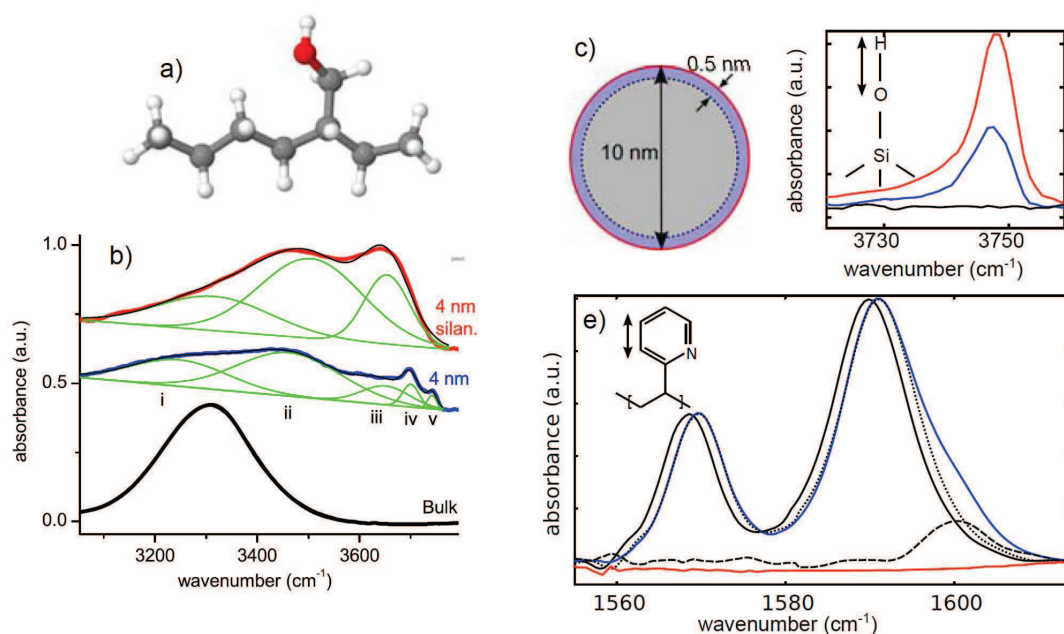 a)
b)
1.0
0.5
0.0
absorbance (a.u.)
4 nm
silan.
4 nm
i
ii
iii
iv
v
Bulk
3200
3400
3600
wavenumber (cm⁻¹)
c)
0.5 nm
10 nm
absorbance (a.u.)
H
O
Si
3730
3750
wavenumber (cm⁻¹)
e)
N
[
]
absorbance (a.u.)
1560
1580
1600
wavenumber (cm⁻¹)